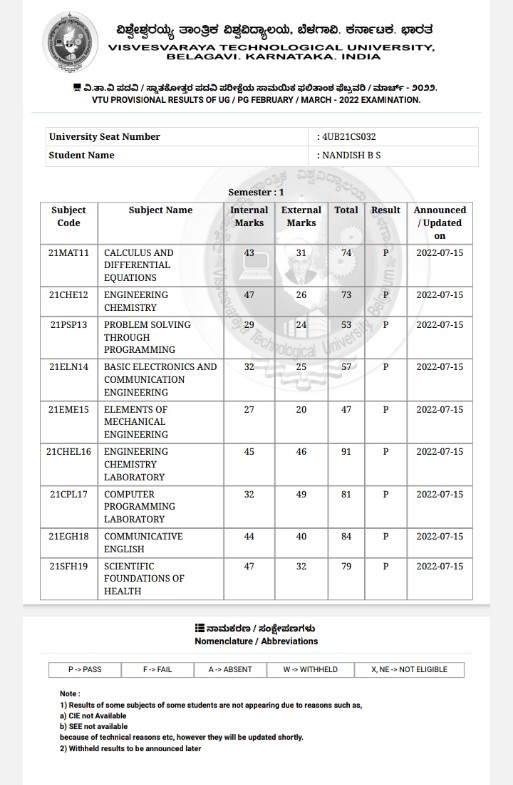 ವಿಶ್ವೇಶ್ವರಯ್ಯ ತಾಂತ್ರಿಕ ವಿಶ್ವವಿದ್ಯಾಲಯ, ಬೆಳಗಾವಿ. ಕರ್ನಾಟಕ. ಭಾರತ
VISVESVARAYA TECHNOLOGICAL UNIVERSITY,
BELAGAVI. KARNATAKA. INDIA
ವಿ.ತಾ.ವಿ ಪದವಿ / ಸ್ನಾತಕೋತ್ತರ ಪದವಿ ಪರೀಕ್ಷೆಯ ಸಾಮಯಿಕ ಫಲಿತಾಂಶ ಫೆಬ್ರವರಿ / ಮಾರ್ಚ್ - ೨೦೨೨.
VTU PROVISIONAL RESULTS OF UG / PG FEBRUARY / MARCH - 2022 EXAMINATION.
University Seat Number : 4UB21CS032
Student Name : NANDISH B S
Semester : 1
Subject Code Subject Name Internal Marks External Marks Total Result Announced / Updated on
21MAT11 CALCULUS AND DIFFERENTIAL EQUATIONS 43 31 74 P 2022-07-15
21CHE12 ENGINEERING CHEMISTRY 47 26 73 P 2022-07-15
21PSP13 PROBLEM SOLVING THROUGH PROGRAMMING 29 24 53 P 2022-07-15
21ELN14 BASIC ELECTRONICS AND COMMUNICATION ENGINEERING 32 25 57 P 2022-07-15
21EME15 ELEMENTS OF MECHANICAL ENGINEERING 27 20 47 P 2022-07-15
21CHEL16 ENGINEERING CHEMISTRY LABORATORY 45 46 91 P 2022-07-15
21CPL17 COMPUTER PROGRAMMING LABORATORY 32 49 81 P 2022-07-15
21EGH18 COMMUNICATIVE ENGLISH 44 40 84 P 2022-07-15
21SFH19 SCIENTIFIC FOUNDATIONS OF HEALTH 47 32 79 P 2022-07-15
ನಾಮಕರಣ / ಸಂಕ್ಷೇಪಣಗಳು
Nomenclature / Abbreviations
P -> PASS F -> FAIL A -> ABSENT W -> WITHHELD X, NE -> NOT ELIGIBLE
Note :
1) Results of some subjects of some students are not appearing due to reasons such as,
a) CIE not Available
b) SEE not available
because of technical reasons etc, however they will be updated shortly.
2) Withheld results to be announced later